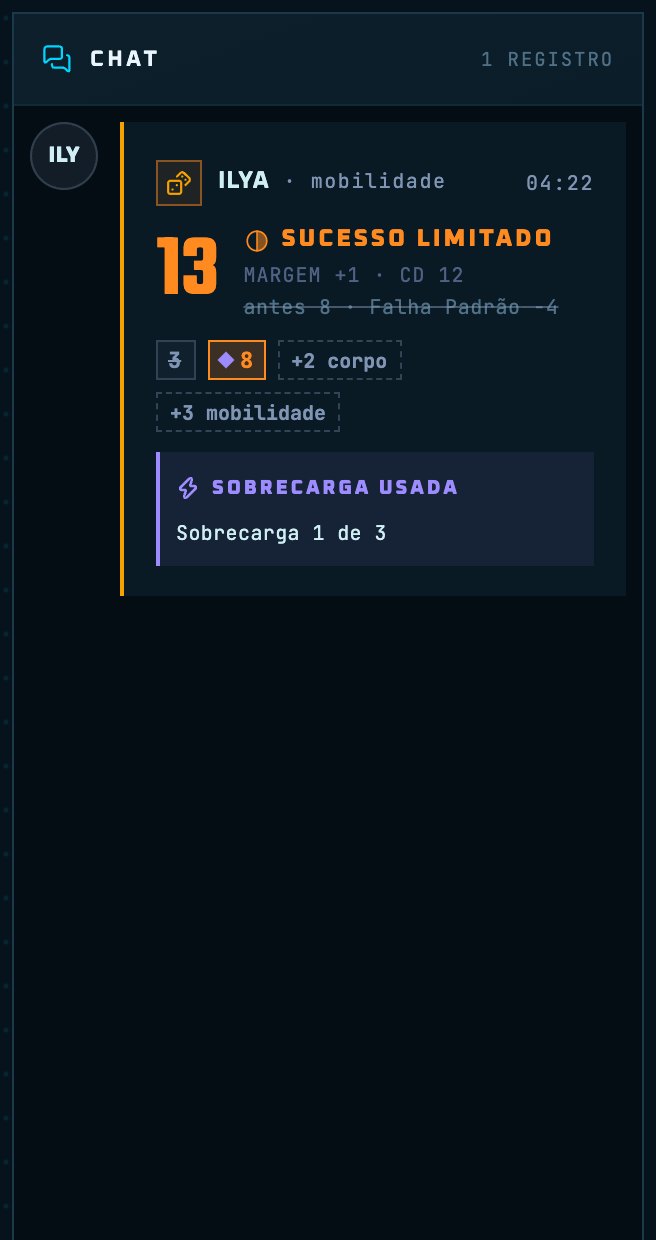 CHAT
1 REGISTRO
ILY
ILYA · mobilidade
04:22
13
SUCESSO LIMITADO
MARGEM +1 · CD 12
antes 8 · Falha Padrão -4
3
8
+2 corpo
+3 mobilidade
SOBRECARGA USADA
Sobrecarga 1 de 3